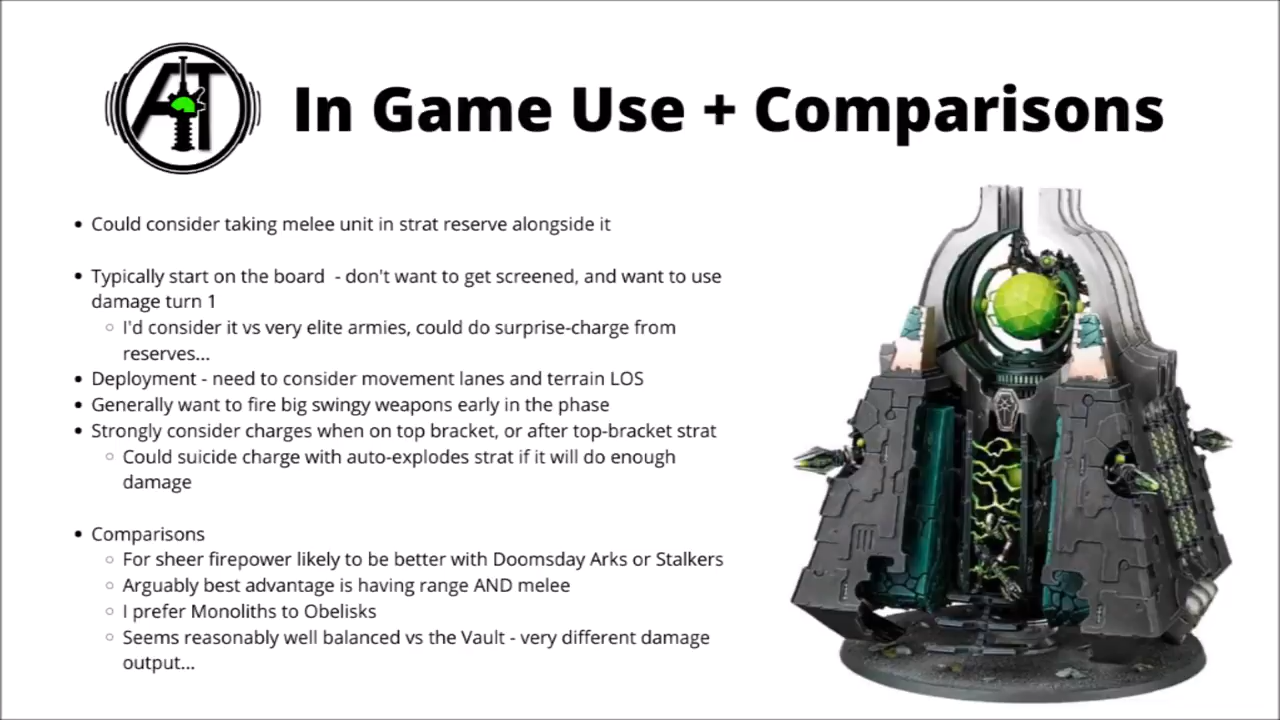 AT
In Game Use + Comparisons
• Could consider taking melee unit in strat reserve alongside it
• Typically start on the board - don't want to get screened, and want to use
damage turn 1
○ I'd consider it vs very elite armies, could do surprise-charge from
reserves...
• Deployment - need to consider movement lanes and terrain LOS
• Generally want to fire big swingy weapons early in the phase
• Strongly consider charges when on top bracket, or after top-bracket strat
○ Could suicide charge with auto-explodes strat if it will do enough
damage
• Comparisons
○ For sheer firepower likely to be better with Doomsday Arks or Stalkers
○ Arguably best advantage is having range AND melee
○ I prefer Monoliths to Obelisks
○ Seems reasonably well balanced vs the Vault - very different damage
output...